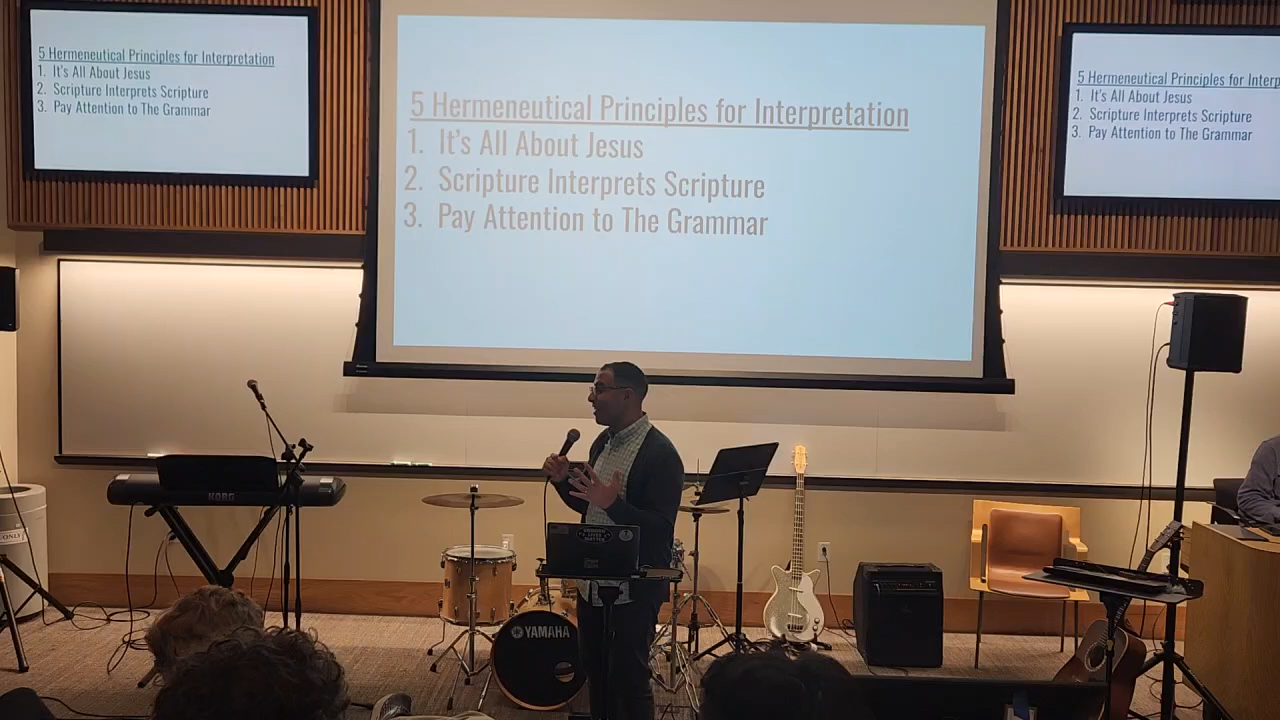 5 Hermeneutical Principles for Interpretation
1. It's All About Jesus
2. Scripture Interprets Scripture
3. Pay Attention to The Grammar
5 Hermeneutical Principles for Interpretation
1. It's All About Jesus
2. Scripture Interprets Scripture
3. Pay Attention to The Grammar
5 Hermeneutical Principles for Interp
1. It's All About Jesus
2. Scripture Interprets Scripture
3. Pay Attention to The Grammar
KORG
YAMAHA
ONLY